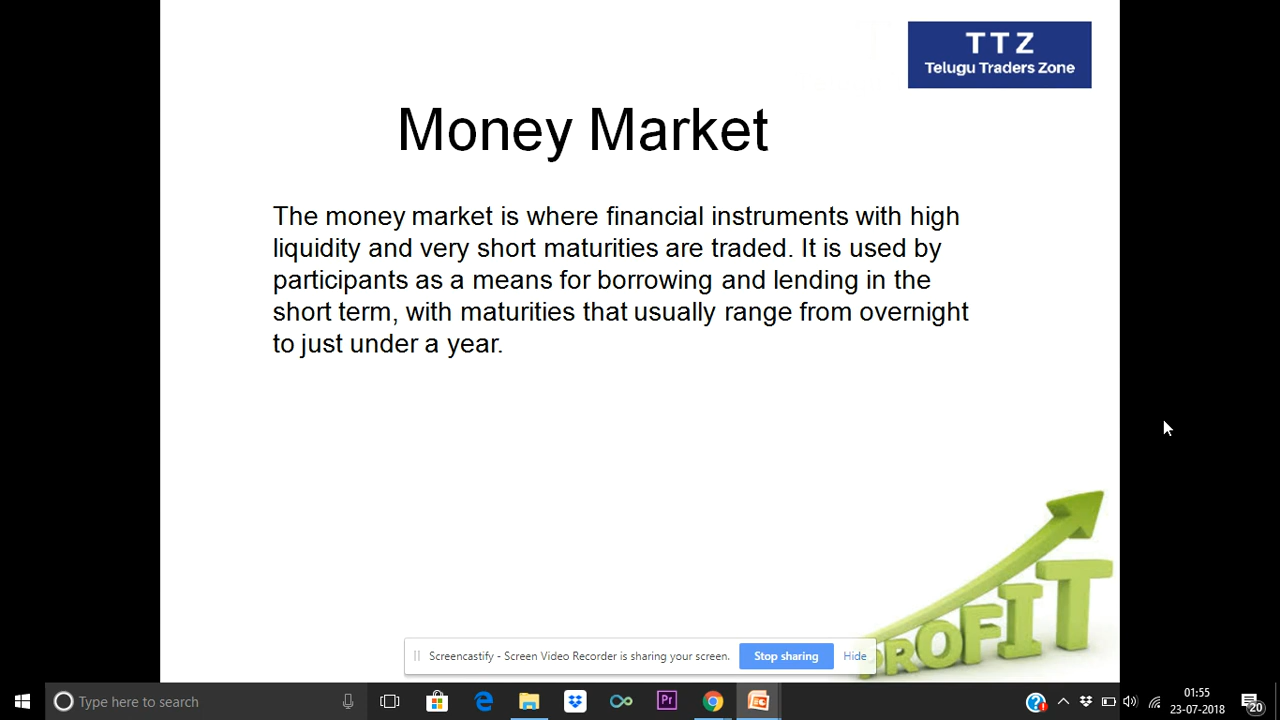 T T Z
Telugu Traders Zone
Money Market
The money market is where financial instruments with high
liquidity and very short maturities are traded. It is used by
participants as a means for borrowing and lending in the
short term, with maturities that usually range from overnight
to just under a year.
PROFIT
Screencastify - Screen Video Recorder is sharing your screen.
Stop sharing
Hide
Type here to search
Pr
01:55
23-07-2018
20